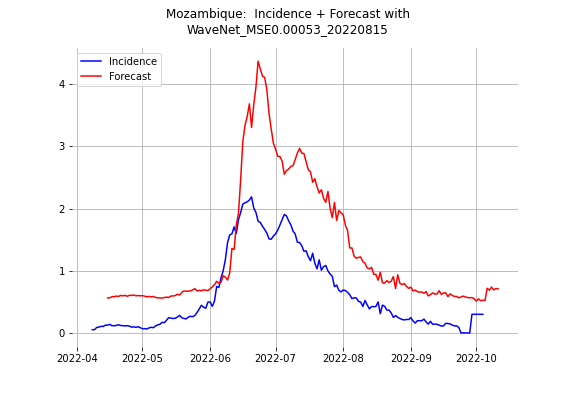 Mozambique:  Incidence + Forecast with
WaveNet_MSE0.00053_20220815
Incidence
Forecast
4
3
2
1
0
2022-04 2022-05 2022-06 2022-07 2022-08 2022-09 2022-10